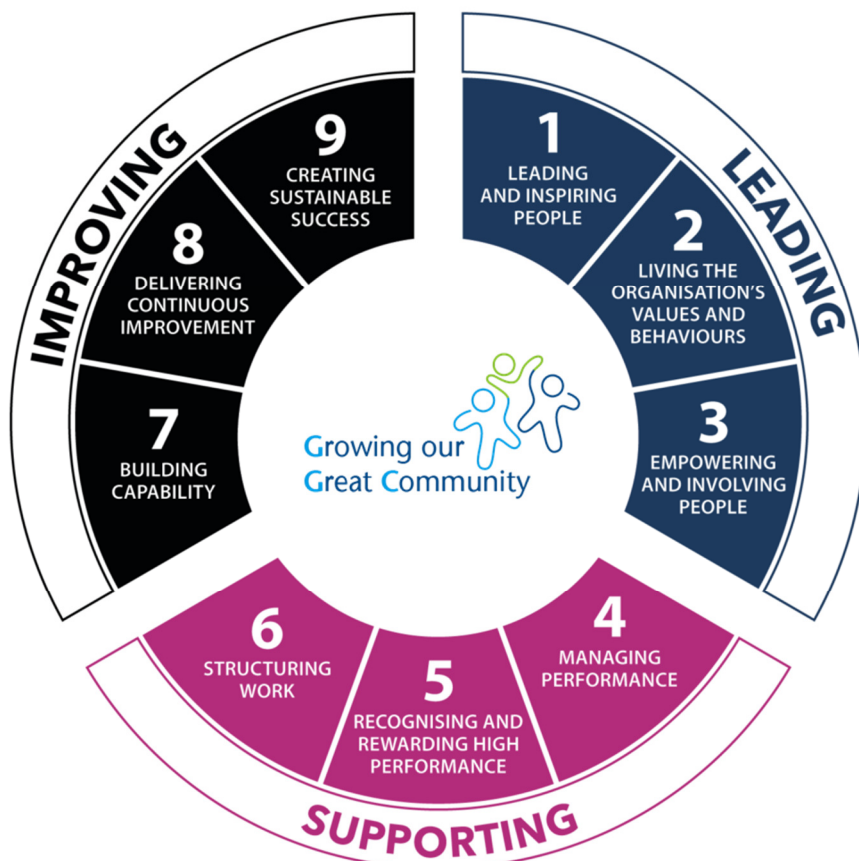 LEADING
1
LEADING
AND INSPIRING
PEOPLE
2
LIVING THE
ORGANISATION'S
VALUES AND
BEHAVIOURS
3
EMPOWERING
AND INVOLVING
PEOPLE
SUPPORTING
4
MANAGING
PERFORMANCE
5
RECOGNISING AND
REWARDING HIGH
PERFORMANCE
6
STRUCTURING
WORK
IMPROVING
7
BUILDING
CAPABILITY
8
DELIVERING
CONTINUOUS
IMPROVEMENT
9
CREATING
SUSTAINABLE
SUCCESS
Growing our
Great Community